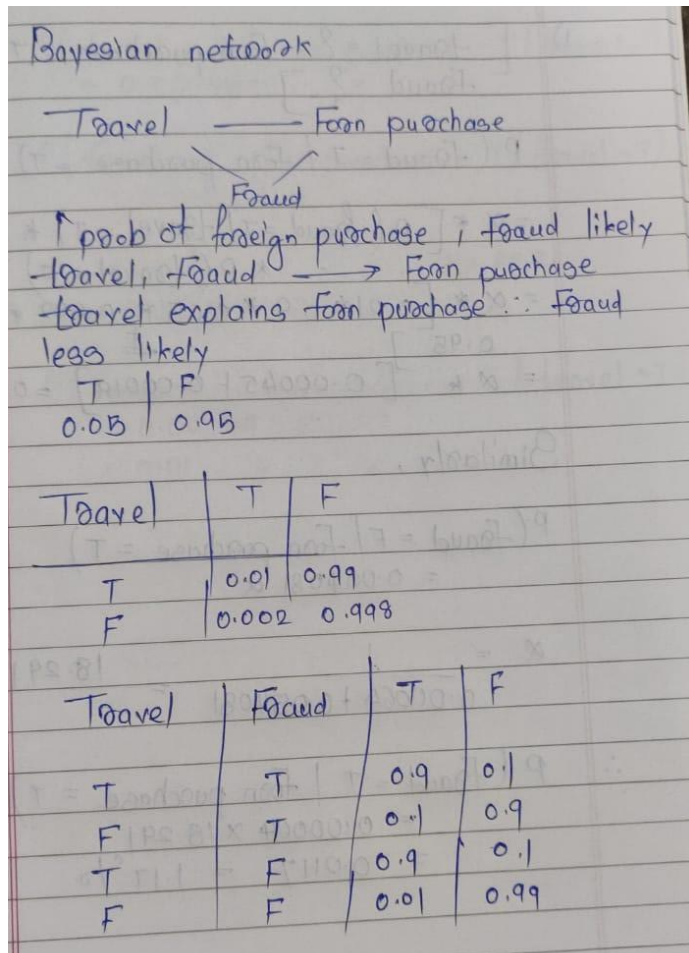 Bayesian network
Travel Forn purchase
Fraud
↑ prob of foreign purchase ; fraud likely
travel, fraud → Forn purchase
travel explains forn purchase ∴ fraud
less likely
T F
0.05 0.95
Travel T F
T 0.01 0.99
F 0.002 0.998
Travel Fraud T F
T T 0.9 0.1
F T 0.1 0.9
T F 0.9 0.1
F F 0.01 0.99